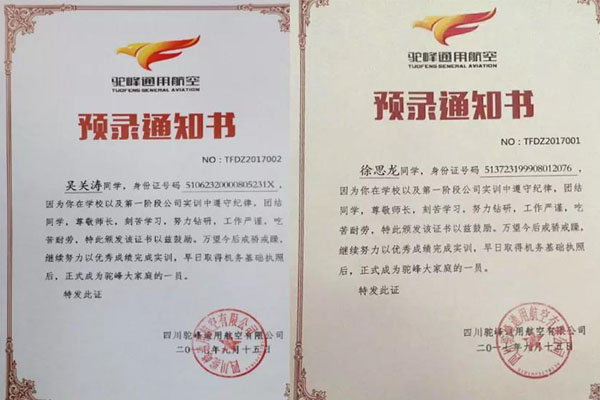 驼峰通用航空
TUOFENG GENERAL AVIATION
预录通知书
NO：TFDZ2017002
吴关涛同学，身份证号码 51062320000805231X，
因为你在学校以及第一阶段公司实训中遵守纪律，团结
同学，尊敬师长，刻苦学习，努力钻研，工作严谨，吃
苦耐劳，特此颁发该证书以兹鼓励。万望今后戒骄戒躁，
继续努力以优秀成绩完成实训，早日取得机务基础执照
后，正式成为驼峰大家庭的一员。
特发此证
四川驼峰通用航空有限公司
二〇一七年九月十五日
驼峰通用航空
TUOFENG GENERAL AVIATION
预录通知书
NO：TFDZ2017001
徐思龙同学，身份证号码 513723199908012076，
因为你在学校以及第一阶段公司实训中遵守纪律，团结
同学，尊敬师长，刻苦学习，努力钻研，工作严谨，吃
苦耐劳，特此颁发该证书以兹鼓励。万望今后戒骄戒躁，
继续努力以优秀成绩完成实训，早日取得机务基础执照
后，正式成为驼峰大家庭的一员。
特发此证
四川驼峰通用航空有限公司
二〇一七年九月十五日